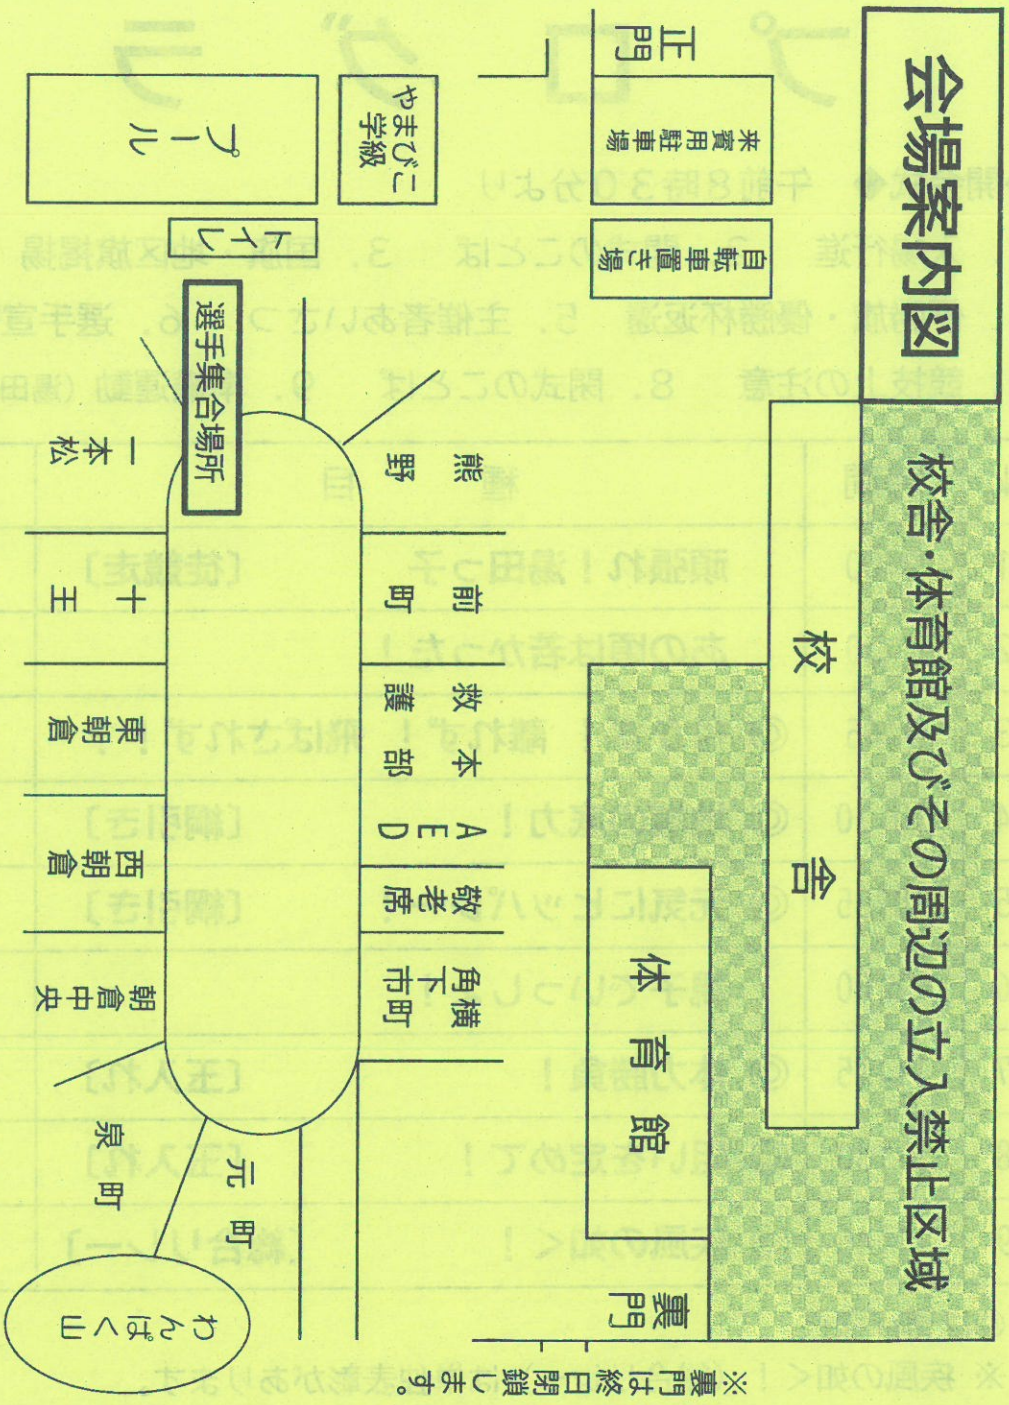 会場案内図
校舎・体育館及びその周辺の立入禁止区域
校舎
体育館
正門
来賓用駐車場
自転車置き場
裏門
※裏門は終日閉鎖します。
熊野
前町
本部
救護
AED
敬老席
横町
角下市
やまびこ
学級
プール
トイレ
選手集合場所
一本松
十王
東朝倉
西朝倉
朝倉中央
泉町
元町
わんぱく山